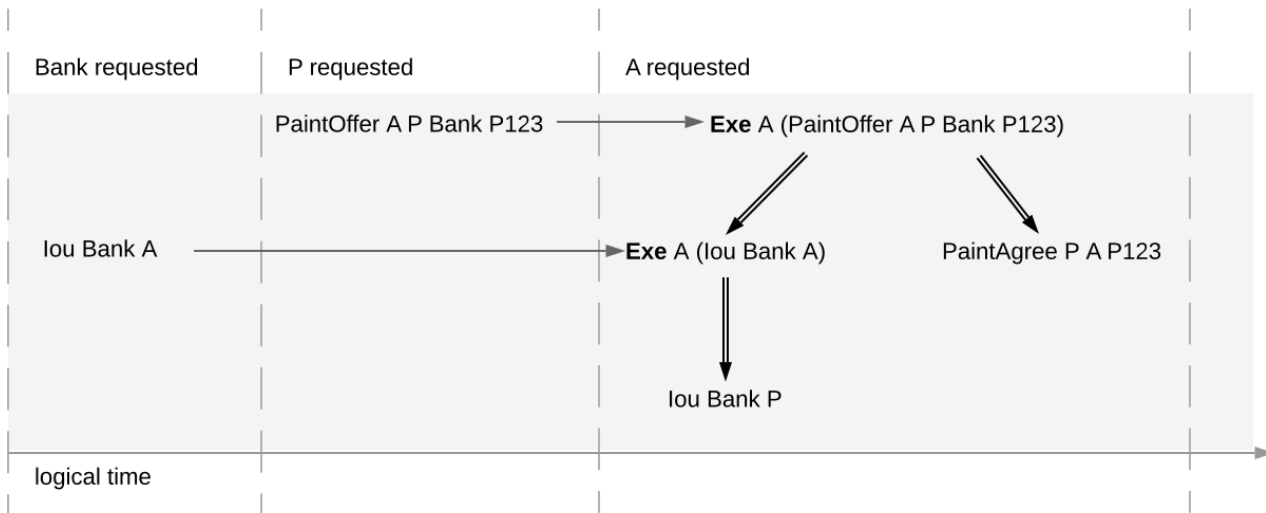 Bank requested
P requested
A requested
PaintOffer A P Bank P123
Exe A (PaintOffer A P Bank P123)
Iou Bank A
Exe A (Iou Bank A)
PaintAgree P A P123
Iou Bank P
logical time